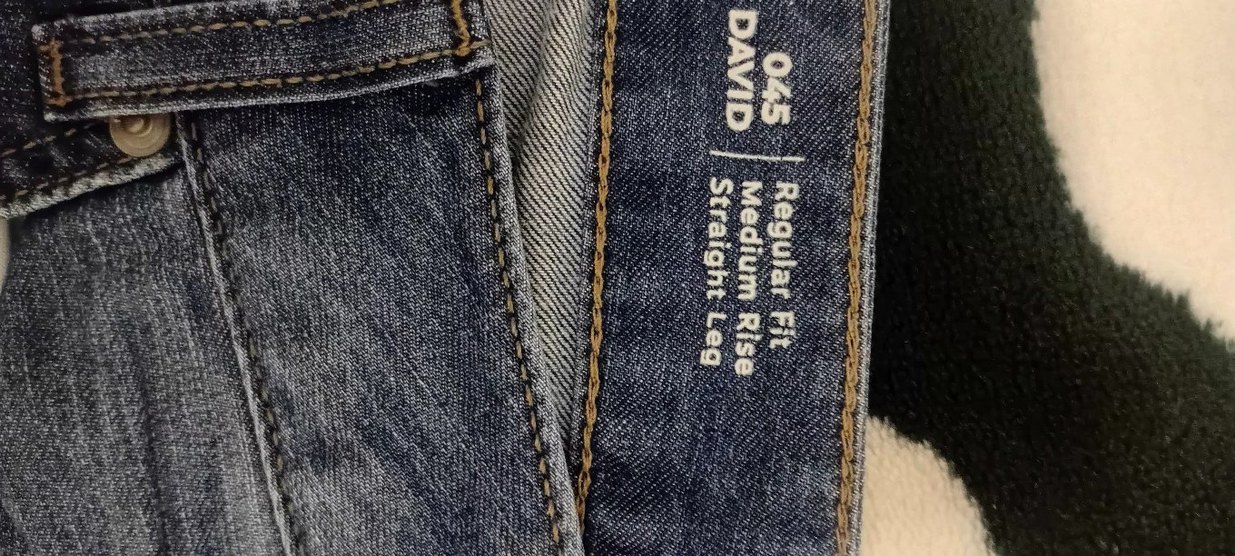 045
DAVID
Regular Fit
Medium Rise
Straight Leg